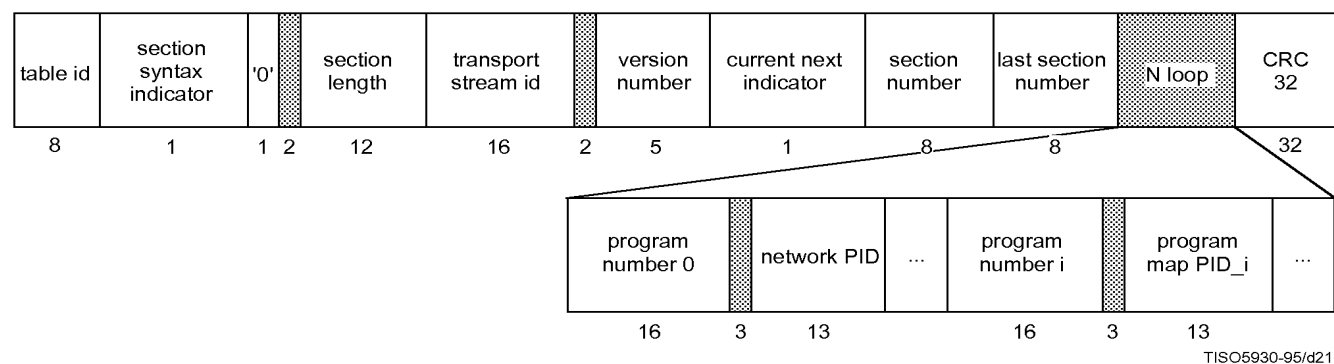 table id
section
syntax
indicator
'0'
section
length
transport
stream id
version
number
current next
indicator
section
number
last section
number
N loop
CRC
32
8
1
1
2
12
16
2
5
1
8
8
32
program
number 0
network PID
...
program
number i
program
map PID_i
...
16
3
13
16
3
13
TISO5930-95/d21